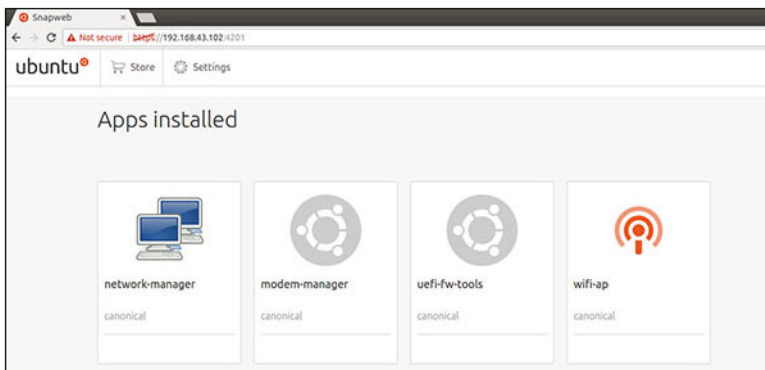 Snapweb
Not secure https://192.168.43.102:4201
ubuntu Store Settings
Apps installed
network-manager modem-manager uefi-fw-tools wifi-ap
canonical canonical canonical canonical